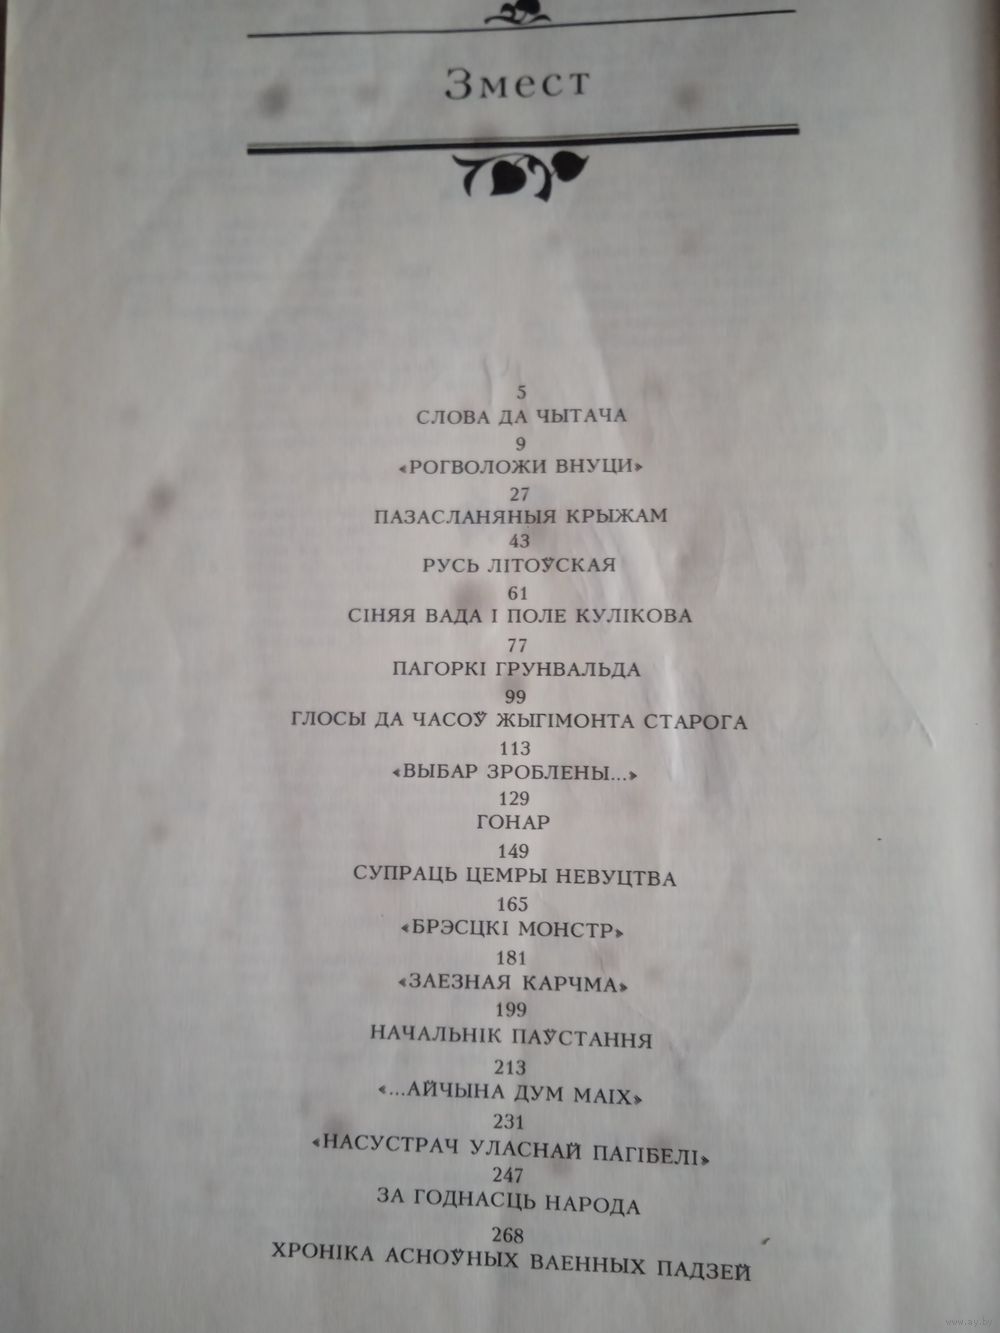 Змест
5
СЛОВА ДА ЧЫТАЧА
9
«РОГВОЛОЖИ ВНУЦИ»
27
ПАЗАСЛАНЯНЫЯ КРЫЖАМ
43
РУСЬ ЛІТОЎСКАЯ
61
СІНЯЯ ВАДА І ПОЛЕ КУЛІКОВА
77
ПАГОРКІ ГРУНВАЛЬДА
99
ГЛОСЫ ДА ЧАСОЎ ЖЫГІМОНТА СТАРОГА
113
«ВЫБАР ЗРОБЛЕНЫ...»
129
ГОНАР
149
СУПРАЦЬ ЦЕМРЫ НЕВУЦТВА
165
«БРЭСЦКІ МОНСТР»
181
«ЗАЕЗНАЯ КАРЧМА»
199
НАЧАЛЬНІК ПАЎСТАННЯ
213
«...АЙЧЫНА ДУМ МАІХ»
231
«НАСУСТРАЧ УЛАСНАЙ ПАГІБЕЛІ»
247
ЗА ГОДНАСЦЬ НАРОДА
268
ХРОНІКА АСНОЎНЫХ ВАЕННЫХ ПАДЗЕЙ
www.ay.by